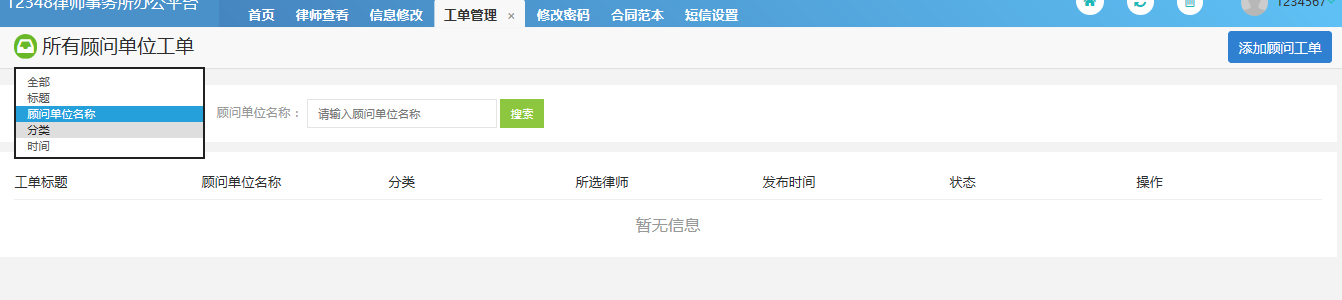 12348律师事务所办公平台
首页 律师查看 信息修改 工单管理 × 修改密码 合同范本 短信设置 1234567
所有顾问单位工单 添加顾问工单
全部
标题
顾问单位名称
分类
时间
顾问单位名称： 请输入顾问单位名称 搜索
工单标题 顾问单位名称 分类 所选律师 发布时间 状态 操作
暂无信息